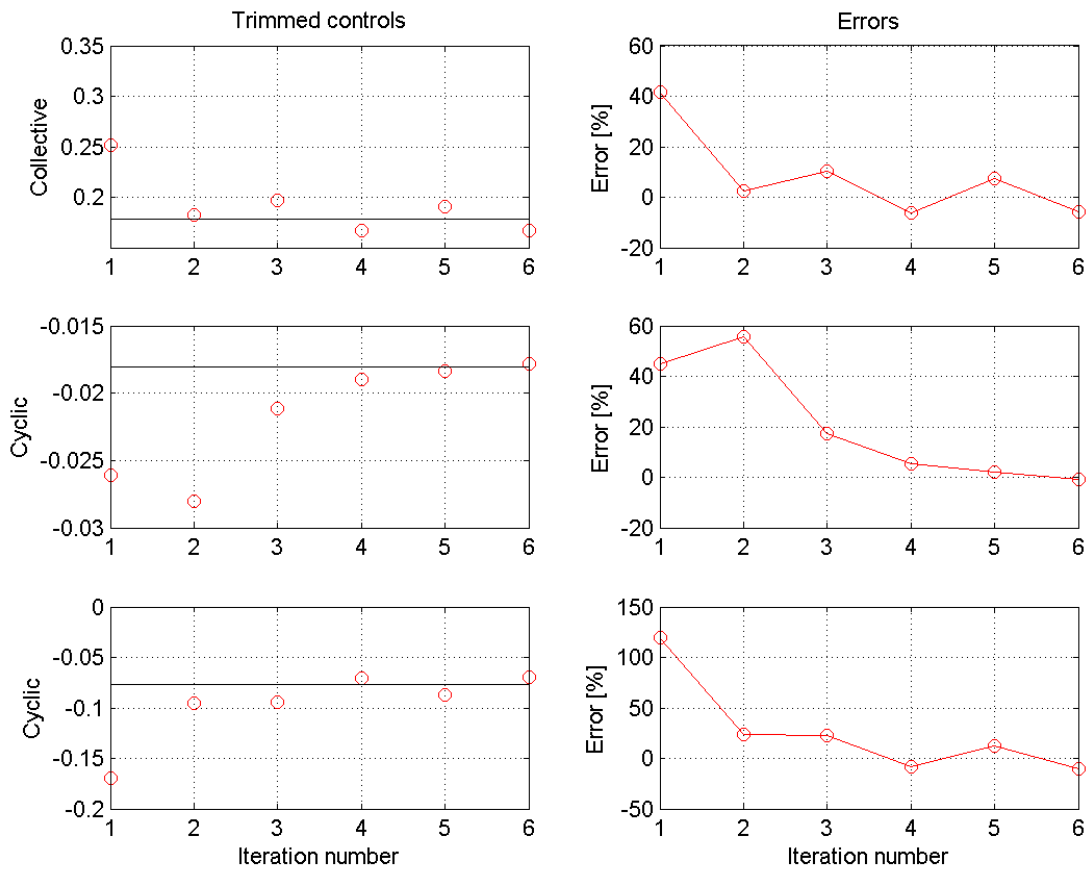 Trimmed controls
Errors
0.35
0.3
0.25
0.2
Collective
1 2 3 4 5 6
60
40
20
0
-20
Error [%]
1 2 3 4 5 6
-0.015
-0.02
-0.025
-0.03
Cyclic
1 2 3 4 5 6
60
40
20
0
-20
Error [%]
1 2 3 4 5 6
0
-0.05
-0.1
-0.15
-0.2
Cyclic
1 2 3 4 5 6
Iteration number
150
100
50
0
-50
Error [%]
1 2 3 4 5 6
Iteration number